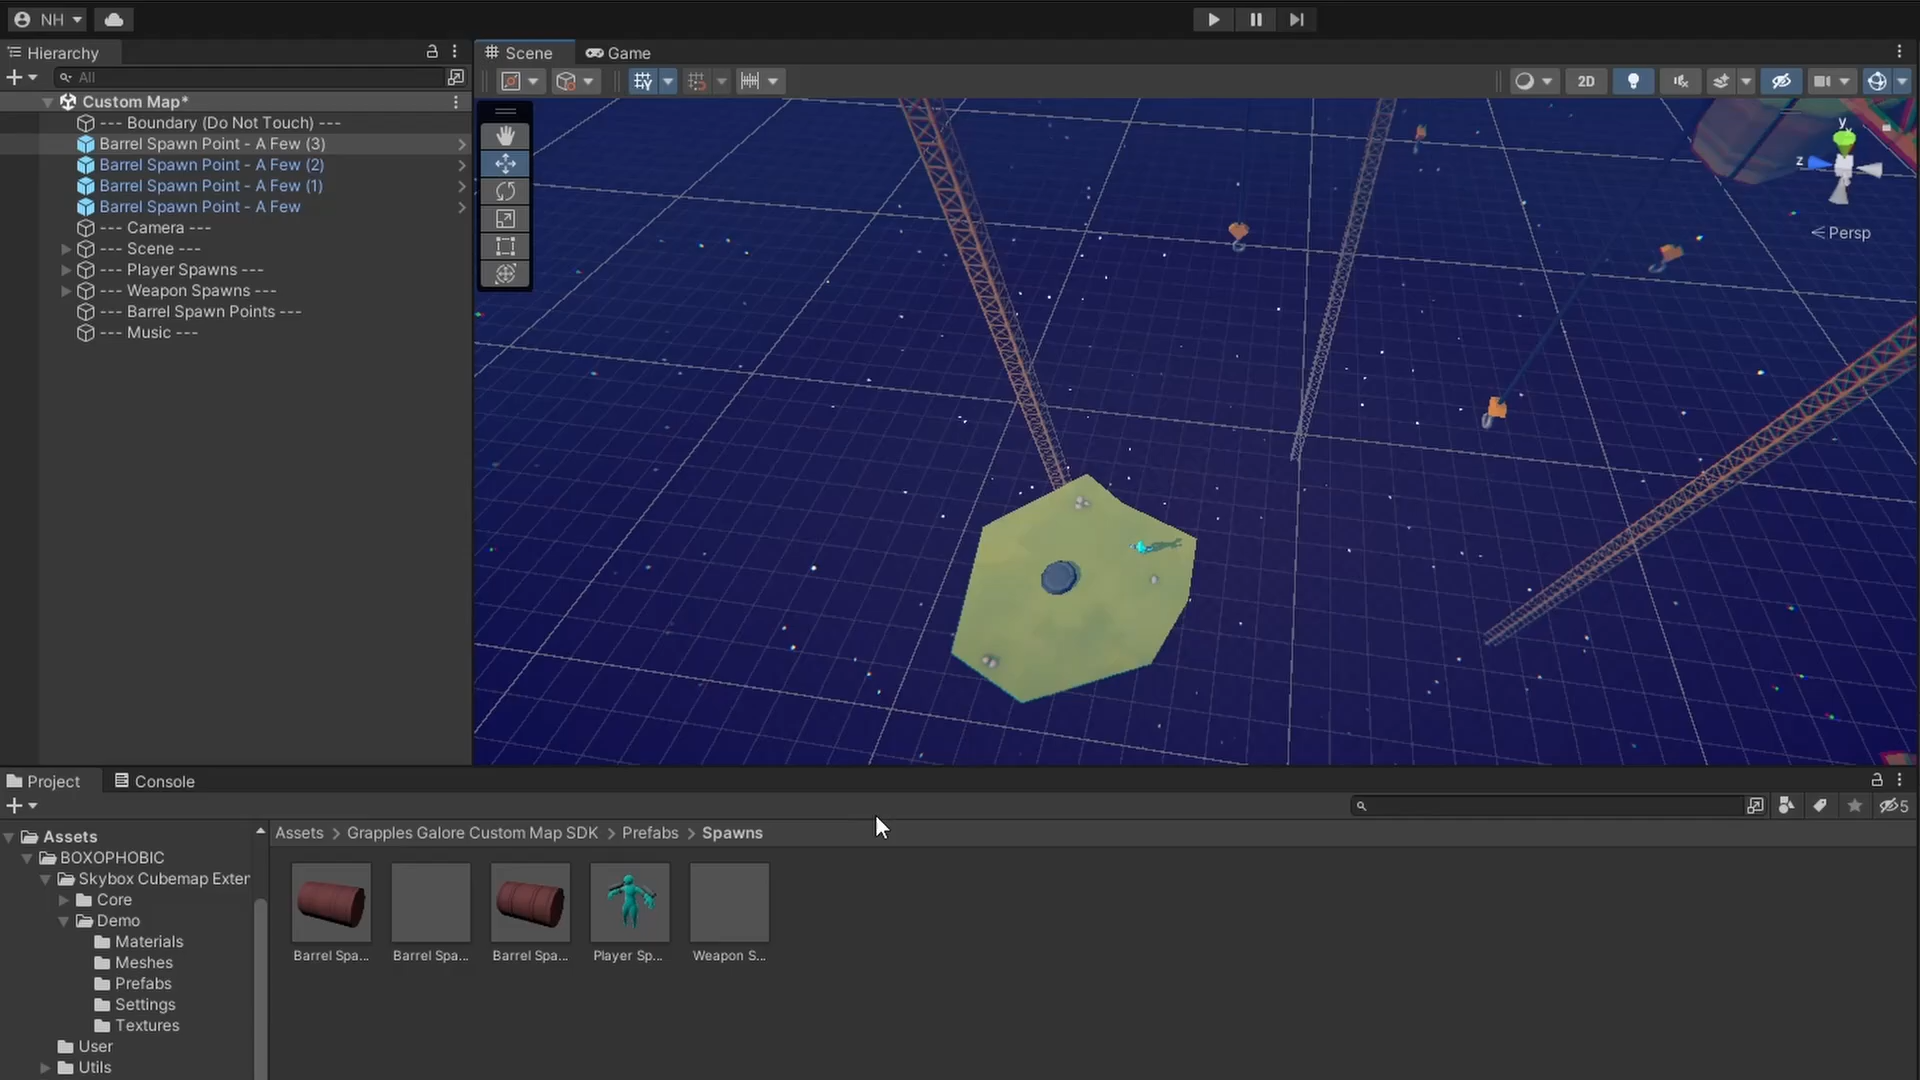 NH
Hierarchy
All
Custom Map*
--- Boundary (Do Not Touch) ---
Barrel Spawn Point - A Few (3)
Barrel Spawn Point - A Few (2)
Barrel Spawn Point - A Few (1)
Barrel Spawn Point - A Few
--- Camera ---
--- Scene ---
--- Player Spawns ---
--- Weapon Spawns ---
--- Barrel Spawn Points ---
--- Music ---
Scene
Game
2D
y
z
Persp
Project
Console
5
Assets
BOXOPHOBIC
Skybox Cubemap Exter
Core
Demo
Materials
Meshes
Prefabs
Settings
Textures
User
Utils
Assets > Grapples Galore Custom Map SDK > Prefabs > Spawns
Barrel Spa... Barrel Spa... Barrel Spa... Player Sp... Weapon S...